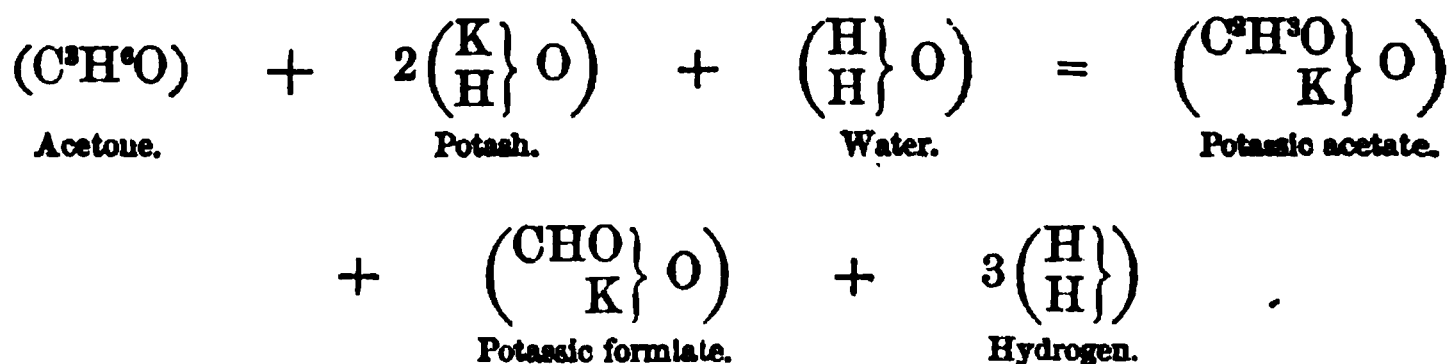 (C³H⁶O) + 2(K H} O) + (H H} O) = (C²H³O K} O)
Acetone. Potash. Water. Potassic acetate.
+ (CHO K} O) + 3(H H})
Potassic formiate. Hydrogen.